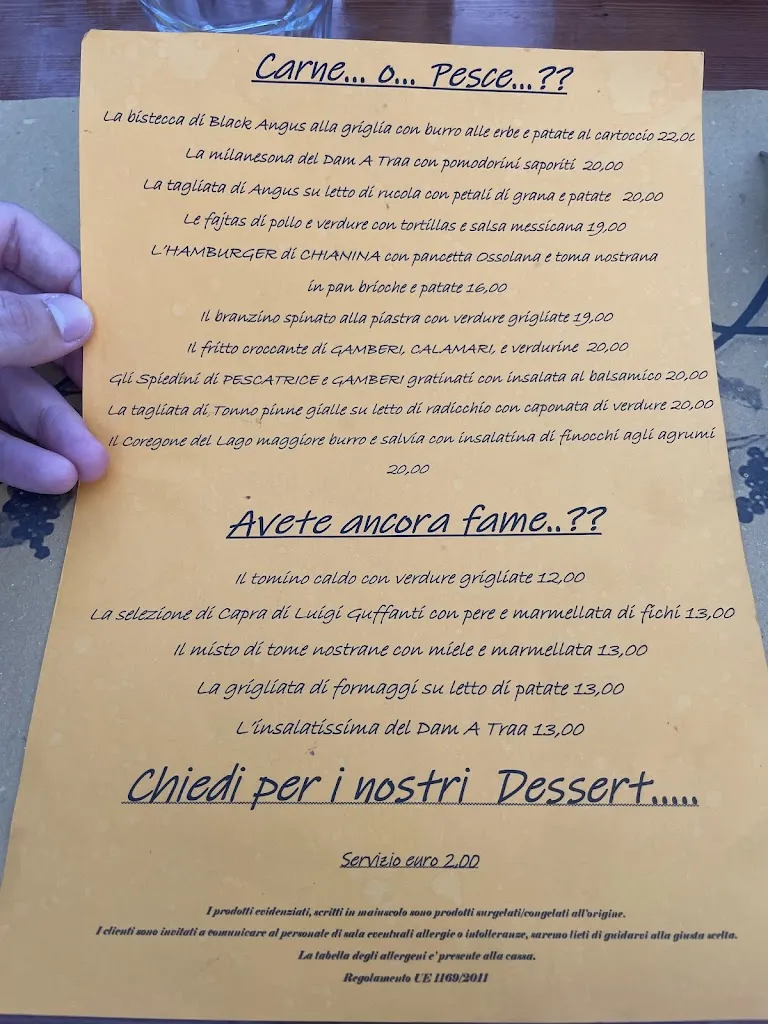 Carne... o... Pesce...??
La bistecca di Black Angus alla griglia con burro alle erbe e patate al cartoccio 22,00
La milanesona del Dam A Traa con pomodorini saporiti 20,00
La tagliata di Angus su letto di rucola con petali di grana e patate 20,00
Le fajtas di pollo e verdure con tortillas e salsa messicana 19,00
L'HAMBURGER di CHIANINA con pancetta Ossolana e toma nostrana
in pan brioche e patate 16,00
Il branzino spinato alla piastra con verdure grigliate 19,00
Il fritto croccante di GAMBERI, CALAMARI, e verdurine 20,00
Gli Spiedini di PESCATRICE e GAMBERI gratinati con insalata al balsamico 20,00
La tagliata di Tonno pinne gialle su letto di radicchio con caponata di verdure 20,00
Il Coregone del Lago maggiore burro e salvia con insalatina di finocchi agli agrumi
20,00
Avete ancora fame..??
Il tomino caldo con verdure grigliate 12,00
La selezione di Capra di Luigi Guffanti con pere e marmellata di fichi 13,00
Il misto di tome nostrane con miele e marmellata 13,00
La grigliata di formaggi su letto di patate 13,00
L'insalatissima del Dam A Traa 13,00
Chiedi per i nostri Dessert.....
Servizio euro 2,00
I prodotti evidenziati, scritti in maiuscolo sono prodotti surgelati/congelati all'origine.
I clienti sono invitati a comunicare al personale di sala eventuali allergie o intolleranze, saremo lieti di guidarvi alla giusta scelta.
La tabella degli allergeni e' presente alla cassa.
Regolamento UE 1169/2011